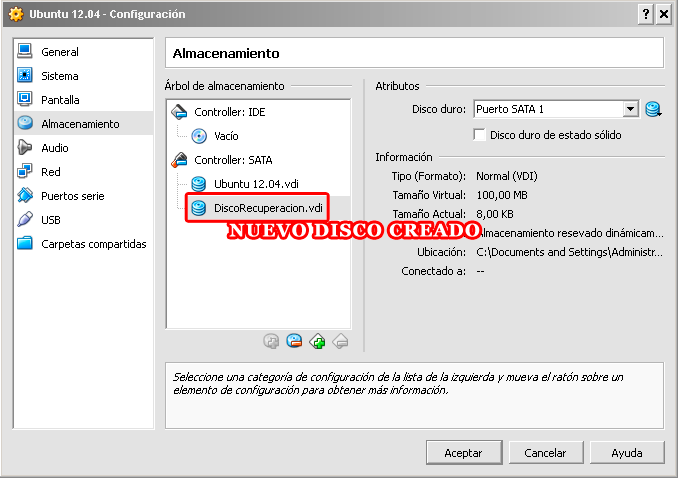 Ubuntu 12.04 - Configuración
General
Sistema
Pantalla
Almacenamiento
Audio
Red
Puertos serie
USB
Carpetas compartidas
Almacenamiento
Árbol de almacenamiento
Controller: IDE
Vacío
Controller: SATA
Ubuntu 12.04.vdi
DiscoRecuperacion.vdi
NUEVO DISCO CREADO
Atributos
Disco duro: Puerto SATA 1
Disco duro de estado sólido
Información
Tipo (Formato): Normal (VDI)
Tamaño Virtual: 100,00 MB
Tamaño Actual: 8,00 KB
Almacenamiento resevado dinámicam...
Ubicación: C:\Documents and Settings\Administr...
Conectado a: --
Seleccione una categoría de configuración de la lista de la izquierda y mueva el ratón sobre un
elemento de configuración para obtener más información.
Aceptar Cancelar Ayuda